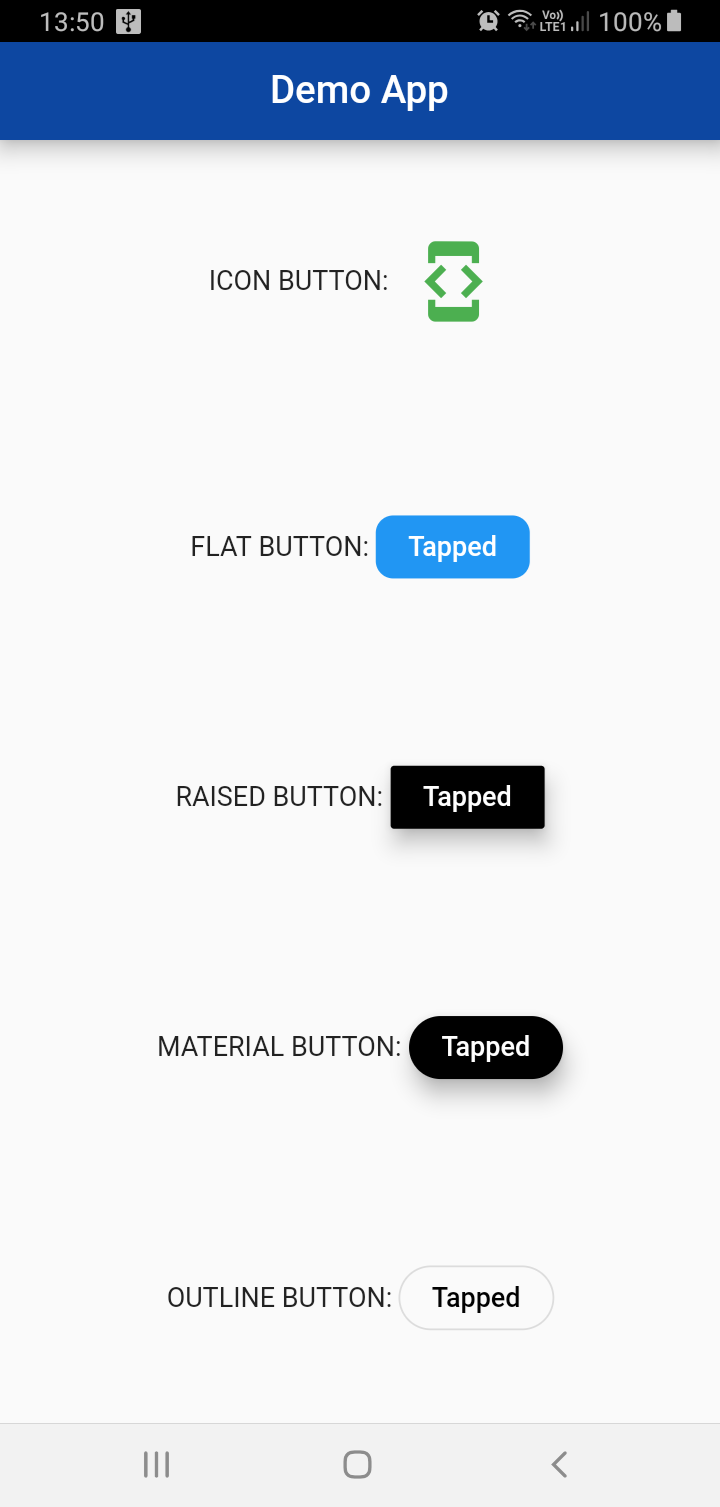 13:50 Vo)) LTE1 100%
Demo App
ICON BUTTON:
FLAT BUTTON: Tapped
RAISED BUTTON: Tapped
MATERIAL BUTTON: Tapped
OUTLINE BUTTON: Tapped